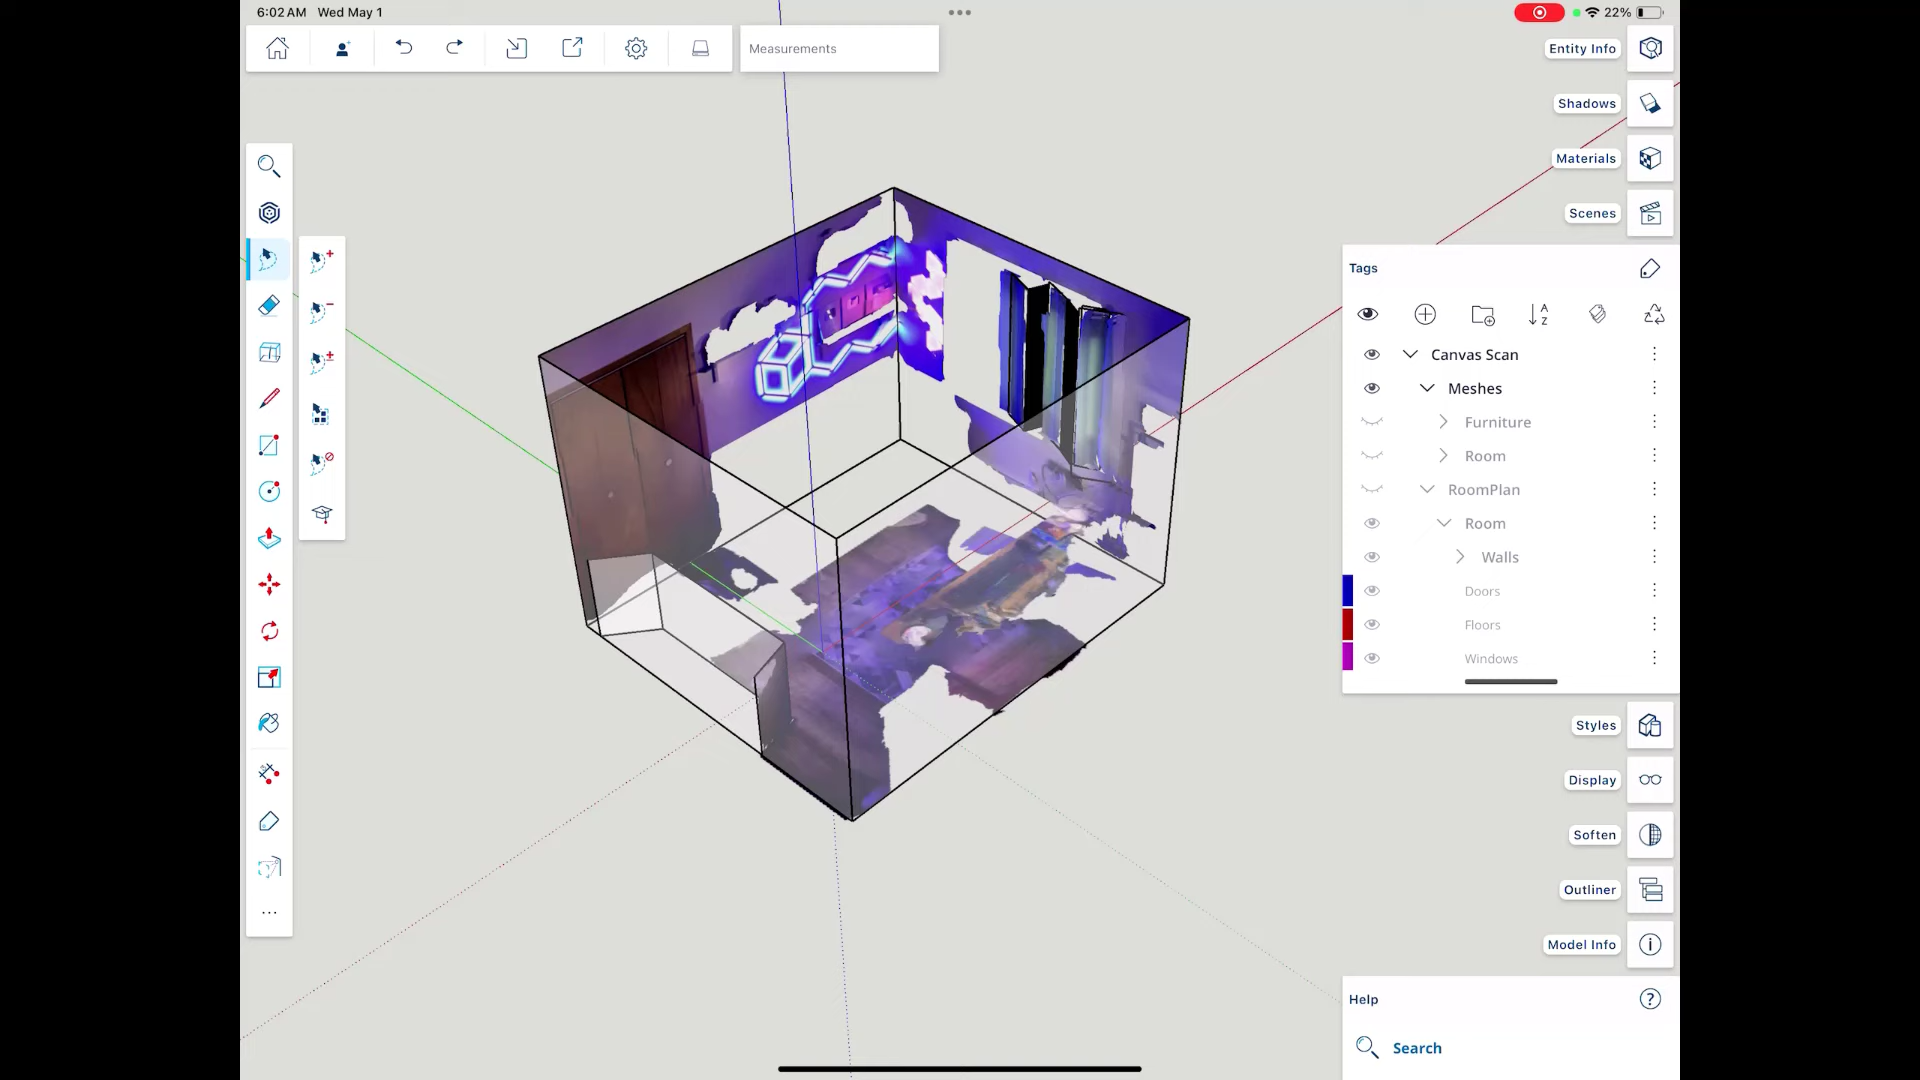 6:02 AM Wed May 1
22%
Measurements
Entity Info
Shadows
Materials
Scenes
Tags
A
Z
Canvas Scan
Meshes
Furniture
Room
RoomPlan
Room
Walls
Doors
Floors
Windows
Styles
Display
Soften
Outliner
Model Info
Help
Search